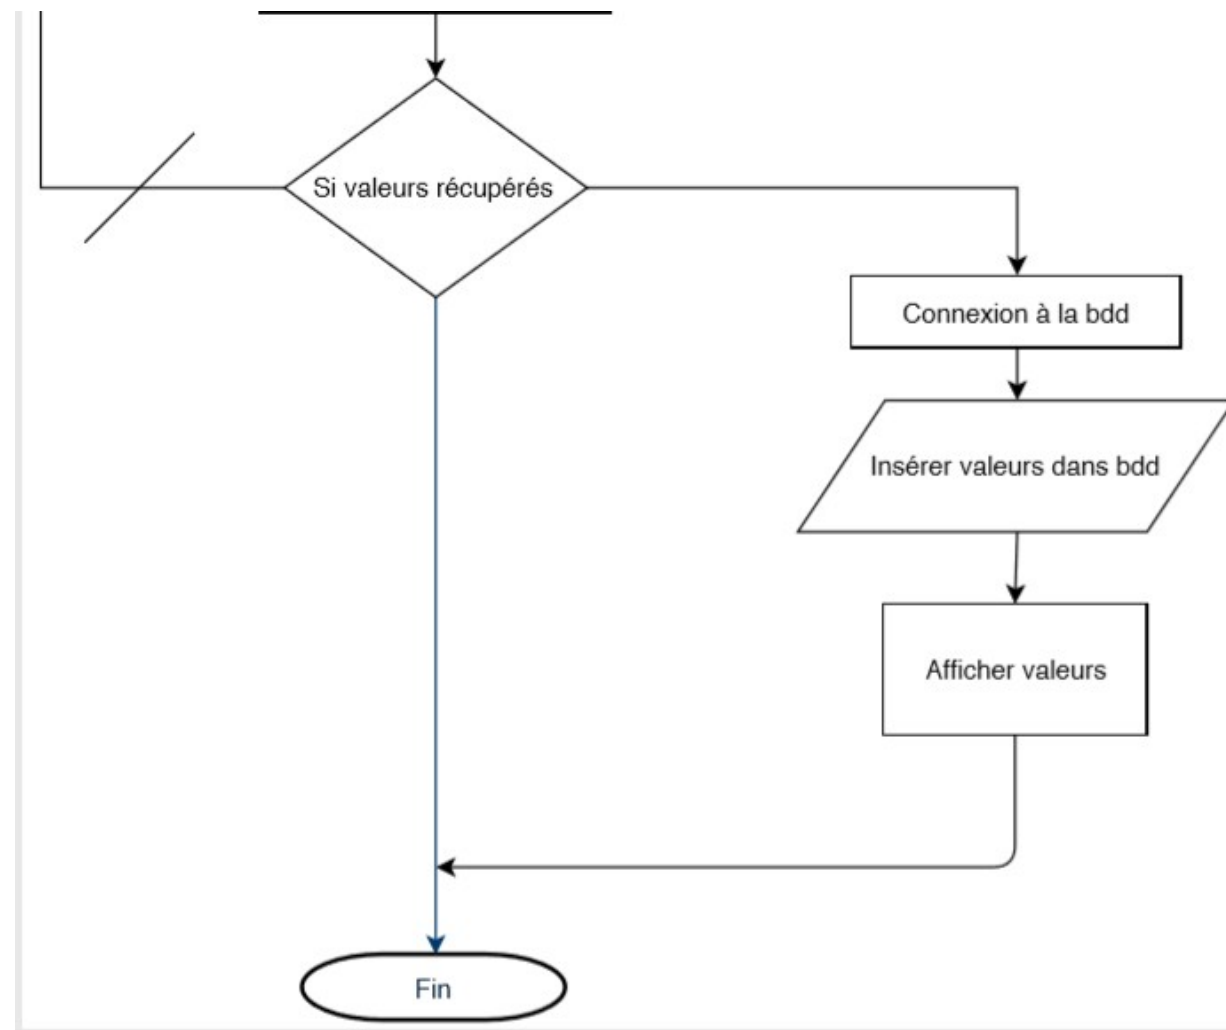 Si valeurs récupérés
Connexion à la bdd
Insérer valeurs dans bdd
Afficher valeurs
Fin